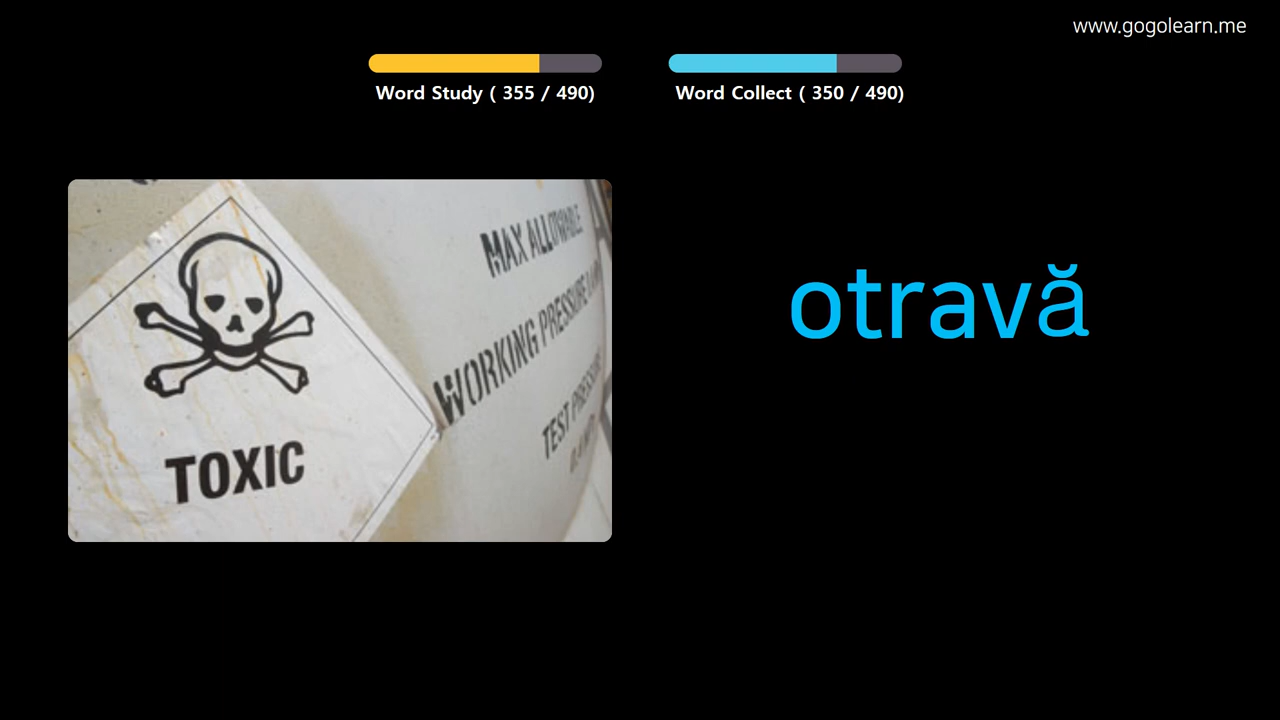 www.gogolearn.me
Word Study ( 355 / 490)
Word Collect ( 350 / 490)
MAX ALLOWABLE
WORKING PRESSURE
TEST PRESSURE
TOXIC
otravă